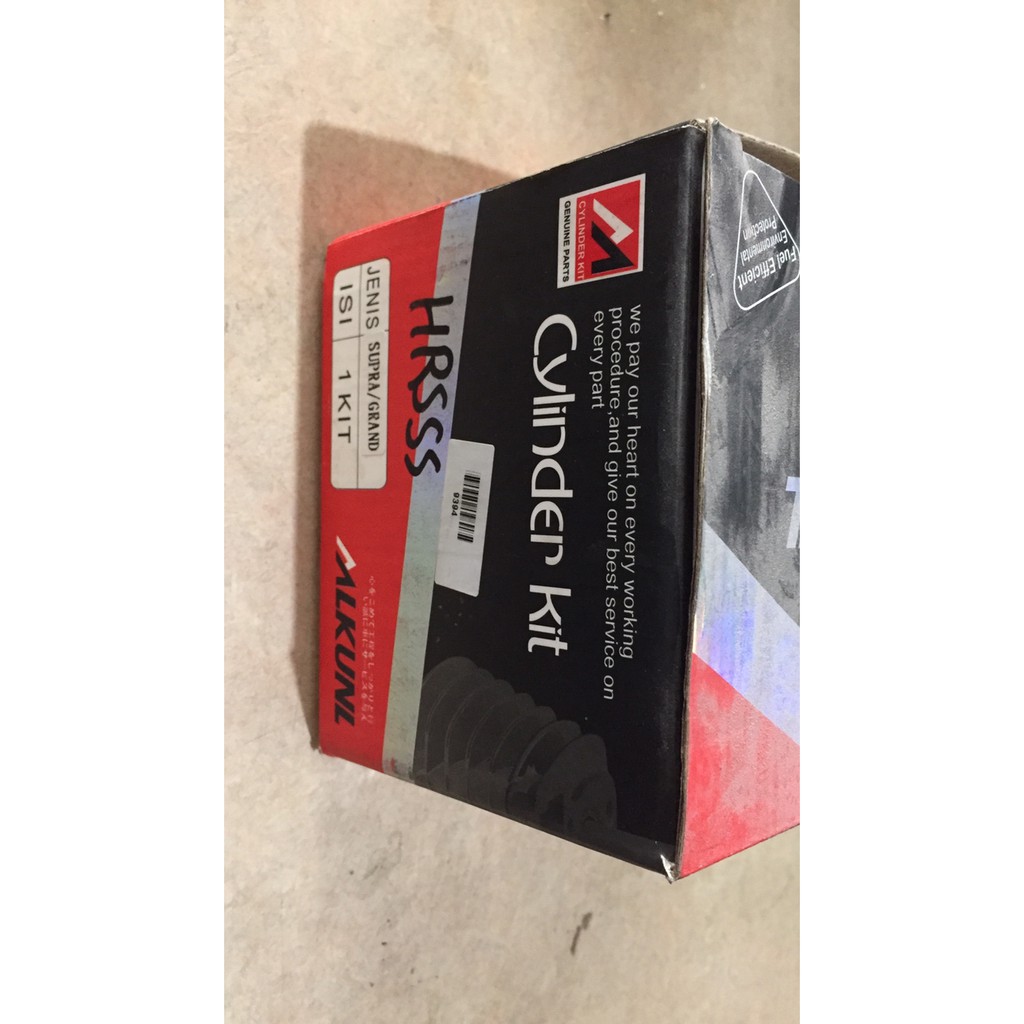 CYLINDER KIT
GENUINE PARTS
we pay our heart on every working
procedure,and give our best service on
every part
Cylinder Kit
HRSSS
9394
JENIS SUPRA/GRAND
ISI 1 KIT
ALKUNI
Fuel Efficient
Environmental
Protection